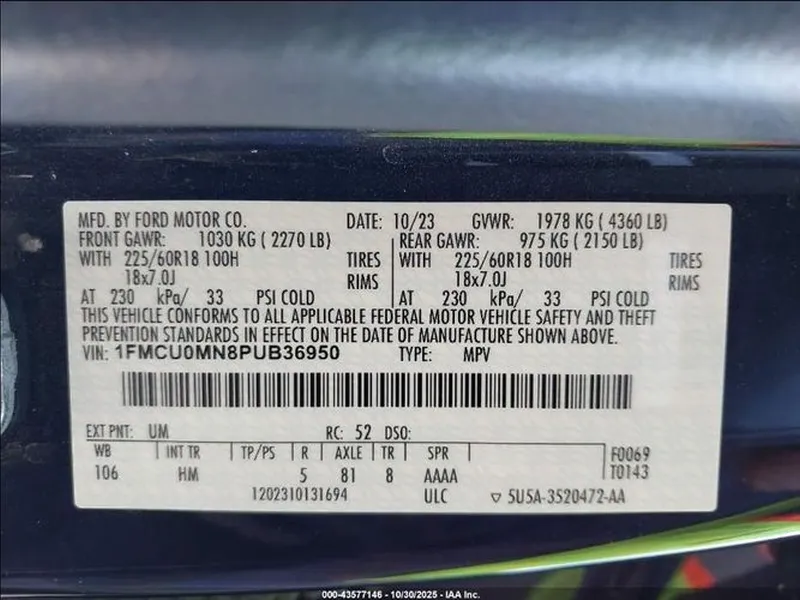 MFD. BY FORD MOTOR CO. DATE: 10/23 GVWR: 1978 KG ( 4360 LB)
FRONT GAWR: 1030 KG ( 2270 LB) REAR GAWR: 975 KG ( 2150 LB)
WITH 225/60R18 100H TIRES WITH 225/60R18 100H TIRES
18x7.0J RIMS 18x7.0J RIMS
AT 230 kPa/ 33 PSI COLD AT 230 kPa/ 33 PSI COLD
THIS VEHICLE CONFORMS TO ALL APPLICABLE FEDERAL MOTOR VEHICLE SAFETY AND THEFT
PREVENTION STANDARDS IN EFFECT ON THE DATE OF MANUFACTURE SHOWN ABOVE.
VIN: 1FMCU0MN8PUB36950 TYPE: MPV
EXT PNT: UM RC: 52 DSO:
WB INT TR TP/PS R AXLE TR SPR F0069
106 HM 5 81 8 AAAA T0143
1202310131694 ULC ▽ 5U5A-3520472-AA
000-43577146 - 10/30/2025 - IAA Inc.